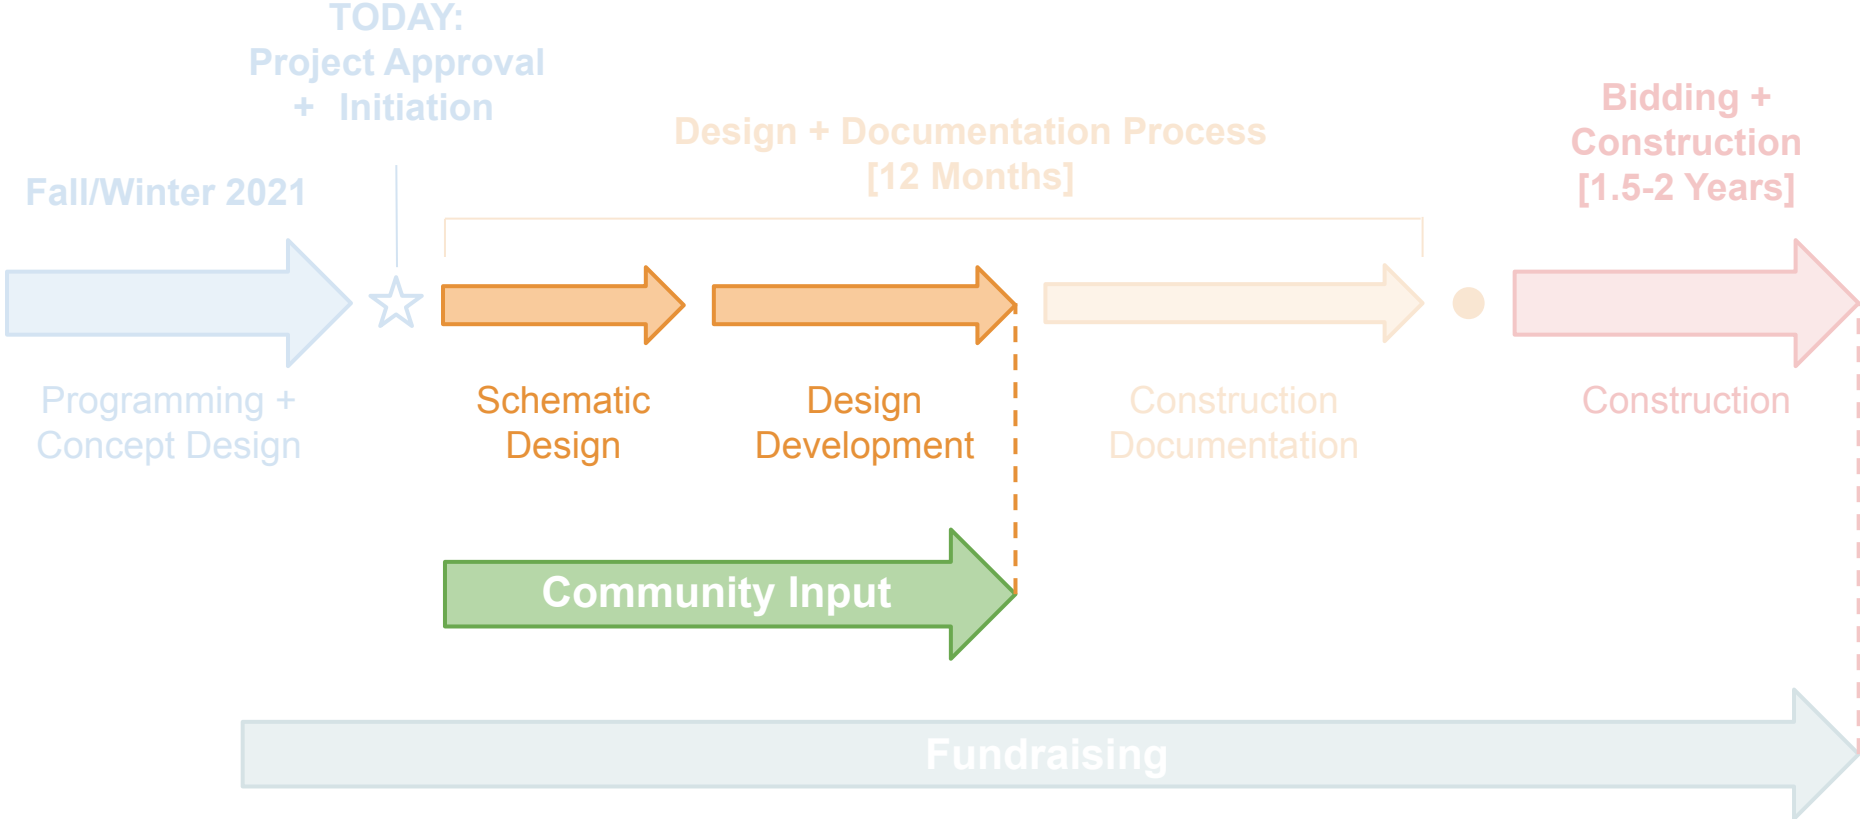 TODAY:
Project Approval
+ Initiation
Fall/Winter 2021
Design + Documentation Process
[12 Months]
Bidding +
Construction
[1.5-2 Years]
Programming +
Concept Design
Schematic
Design
Design
Development
Construction
Documentation
Construction
Community Input
Fundraising